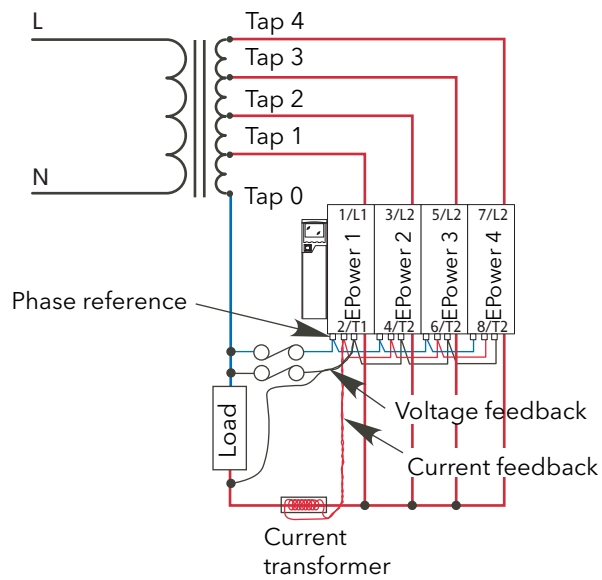 L
Tap 4
Tap 3
Tap 2
Tap 1
N
Tap 0
1/L1
3/L2
5/L2
7/L2
EPower 1
EPower 2
EPower 3
EPower 4
Phase reference
2/T1
4/T2
6/T2
8/T2
Load
Voltage feedback
Current feedback
Current
transformer